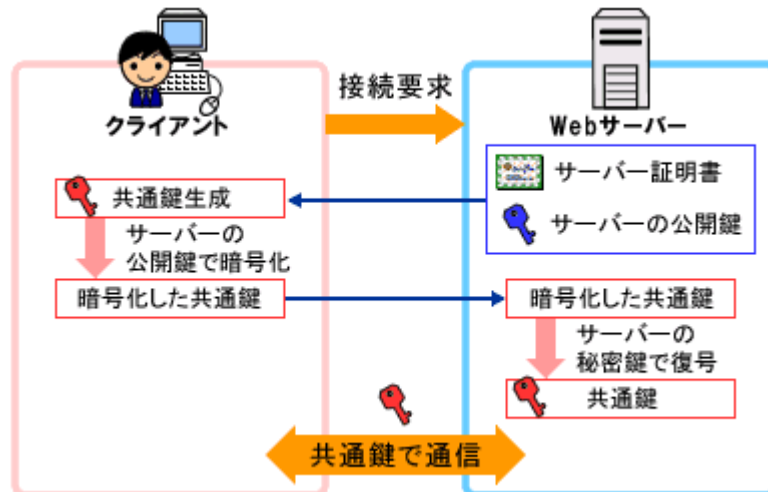 接続要求
クライアント
Webサーバー
サーバー証明書
共通鍵生成
サーバーの公開鍵
サーバーの
公開鍵で暗号化
暗号化した共通鍵
暗号化した共通鍵
サーバーの
秘密鍵で復号
共通鍵
共通鍵で通信